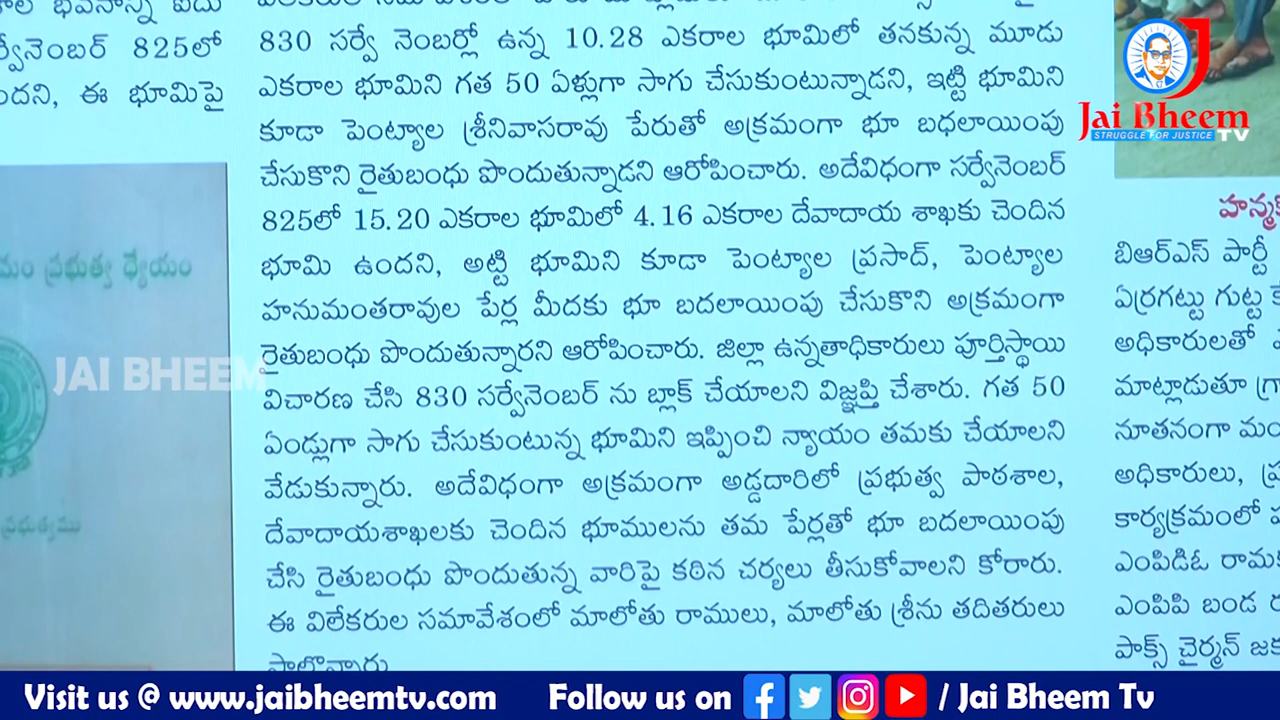 ర్వేనెంబర్ 825లో
ఈ భూమిపై
830 సర్వే నెంబర్లో ఉన్న 10.28 ఎకరాల భూమిలో తనకున్న మూడు
ఎకరాల భూమిని గత 50 ఏళ్లుగా సాగు చేసుకుంటున్నాడని, ఇట్టి భూమిని
కూడా పెంట్యాల శ్రీనివాసరావు పేరుతో అక్రమంగా భూ బధలాయింపు
చేసుకొని రైతుబంధు పొందుతున్నాడని ఆరోపించారు. అదేవిధంగా సర్వేనెంబర్
825లో 15.20 ఎకరాల భూమిలో 4.16 ఎకరాల దేవాదాయ శాఖకు చెందిన
భూమి ఉందని, అట్టి భూమిని కూడా పెంట్యాల ప్రసాద్, పెంట్యాల
హనుమంతరావుల పేర్ల మీదకు భూ బదలాయింపు చేసుకొని అక్రమంగా
రైతుబంధు పొందుతున్నారని ఆరోపించారు. జిల్లా ఉన్నతాధికారులు పూర్తిస్థాయి
విచారణ చేసి 830 సర్వేనెంబర్ ను బ్లాక్ చేయాలని విజ్ఞప్తి చేశారు. గత 50
ఏండ్లుగా సాగు చేసుకుంటున్న భూమిని ఇప్పించి న్యాయం తమకు చేయాలని
వేడుకున్నారు. అదేవిధంగా అక్రమంగా అడ్డదారిలో ప్రభుత్వ పాఠశాల,
దేవాదాయశాఖలకు చెందిన భూములను తమ పేర్లతో భూ బదలాయింపు
చేసి రైతుబంధు పొందుతున్న వారిపై కఠిన చర్యలు తీసుకోవాలని కోరారు.
ఈ విలేకరుల సమావేశంలో మాలోతు రాములు, మాలోతు శ్రీను తదితరులు
పాల్గొన్నారు
ప్రభుత్వ ధ్యేయం
ప్రభుత్వము
బిఆర్ఎస్ పార్టీ
ఏర్రగట్టు గుట్ట
అధికారులతో
మాట్లాడుతూ
నూతనంగా
అధికారులు,
కార్యక్రమంలో
ఎంపిడిఓ
ఎంపిపి బండ
పాక్స్ చైర్మన్
Jai Bheem
STRUGGLE FOR JUSTICE TV
JAI BHEEM
Visit us @ www.jaibheemtv.com Follow us on / Jai Bheem Tv